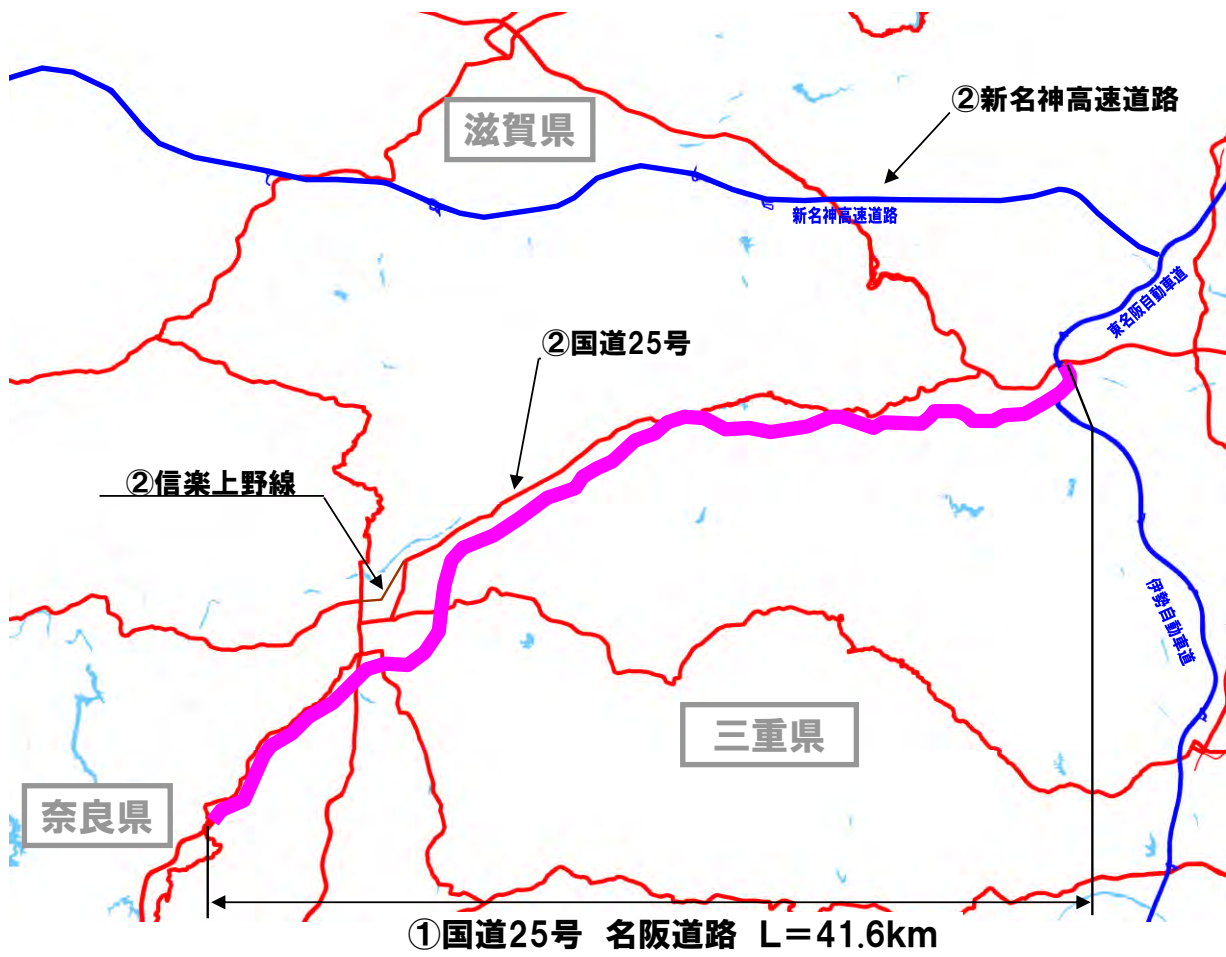 ②新名神高速道路
滋賀県
新名神高速道路
東名阪自動車道
②国道25号
②信楽上野線
伊勢自動車道
三重県
奈良県
①国道25号 名阪道路 L=41.6km